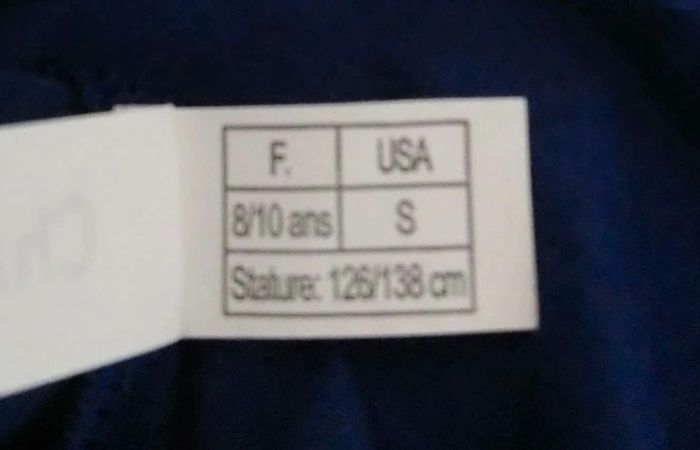 F. USA
8/10 ans S
Stature: 126/138 cm